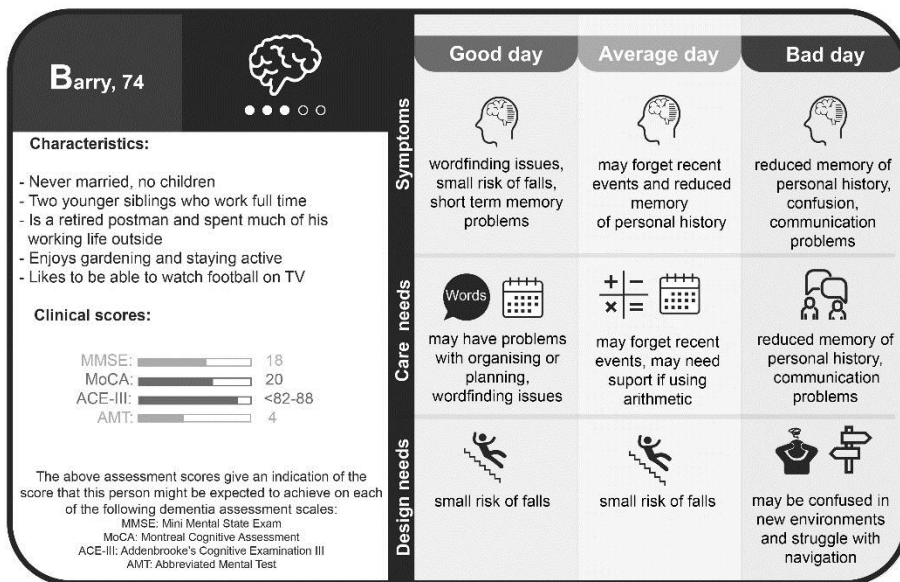 Barry, 74
Characteristics:
- Never married, no children
- Two younger siblings who work full time
- Is a retired postman and spent much of his
working life outside
- Enjoys gardening and staying active
- Likes to be able to watch football on TV
Clinical scores:
MMSE: 18
MoCA: 20
ACE-III: <82-88
AMT: 4
The above assessment scores give an indication of the
score that this person might be expected to achieve on each
of the following dementia assessment scales:
MMSE: Mini Mental State Exam
MoCA: Montreal Cognitive Assessment
ACE-III: Addenbrooke's Cognitive Examination III
AMT: Abbreviated Mental Test
Good day
Average day
Bad day
Symptoms
wordfinding issues,
small risk of falls,
short term memory
problems
may forget recent
events and reduced
memory
of personal history
reduced memory of
personal history,
confusion,
communication
problems
Care needs
Words
may have problems
with organising or
planning,
wordfinding issues
+ −
× =
may forget recent
events, may need
suport if using
arithmetic
reduced memory of
personal history,
communication
problems
Design needs
small risk of falls
small risk of falls
may be confused in
new environments
and struggle with
navigation